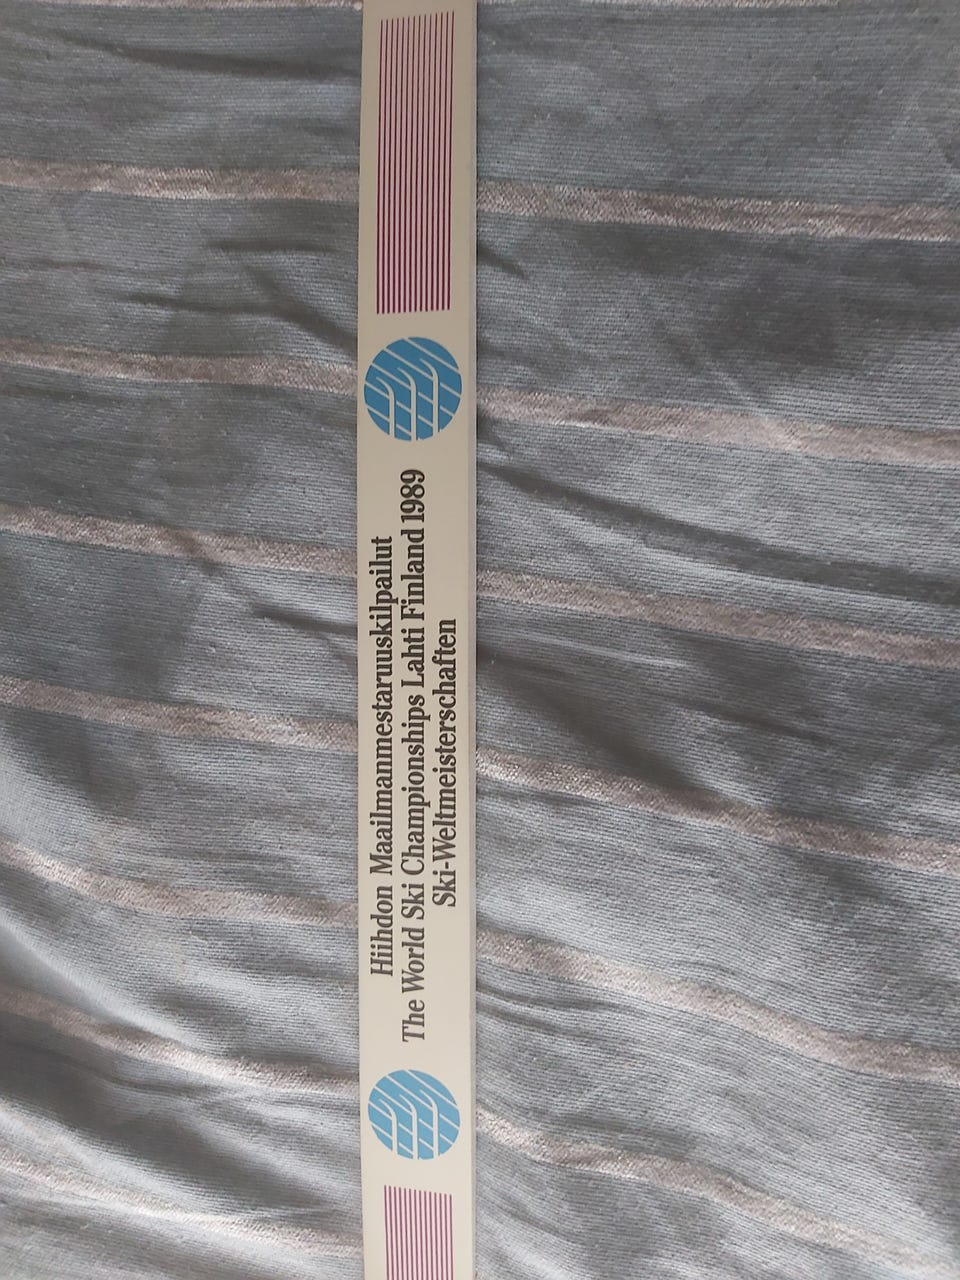 Hiihdon Maailmanmestaruuskilpailut
The World Ski Championships Lahti Finland 1989
Ski-Weltmeisterschaften